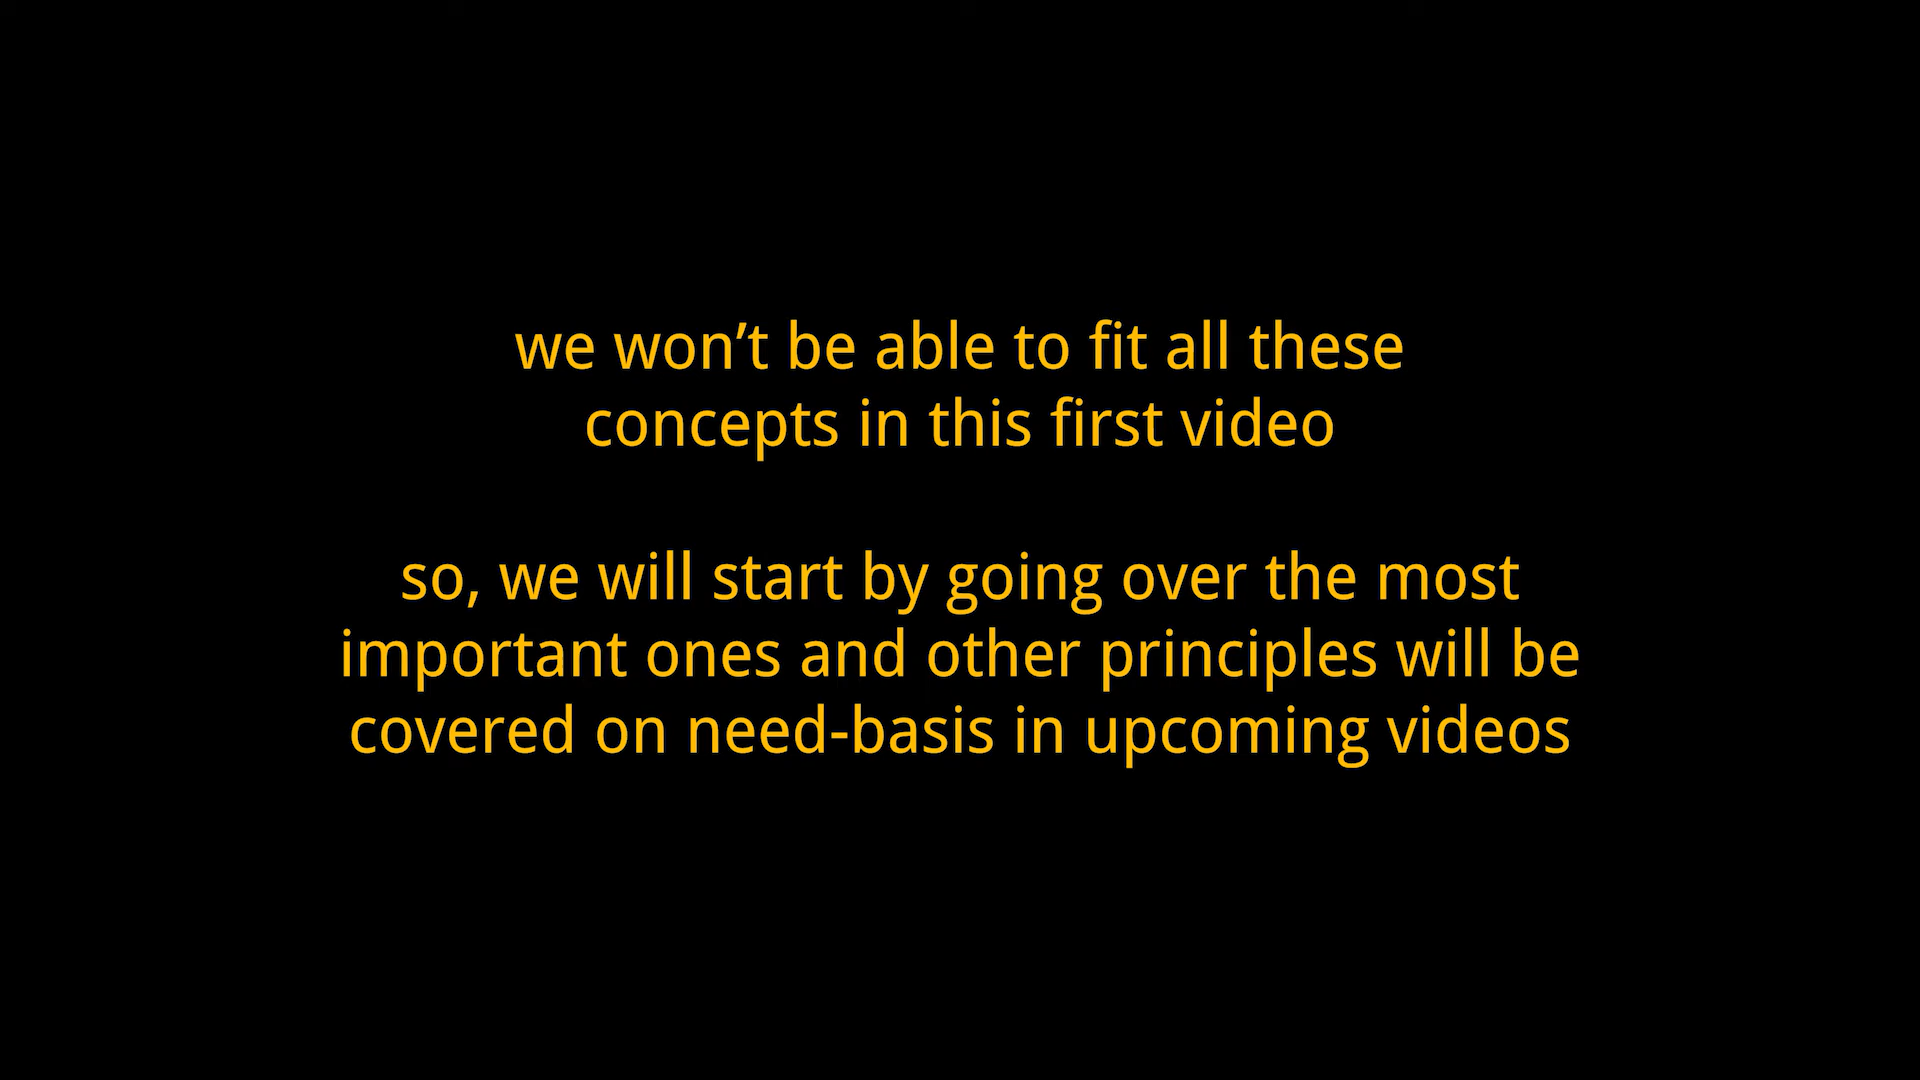 we won’t be able to fit all these
concepts in this first video
so, we will start by going over the most
important ones and other principles will be
covered on need-basis in upcoming videos